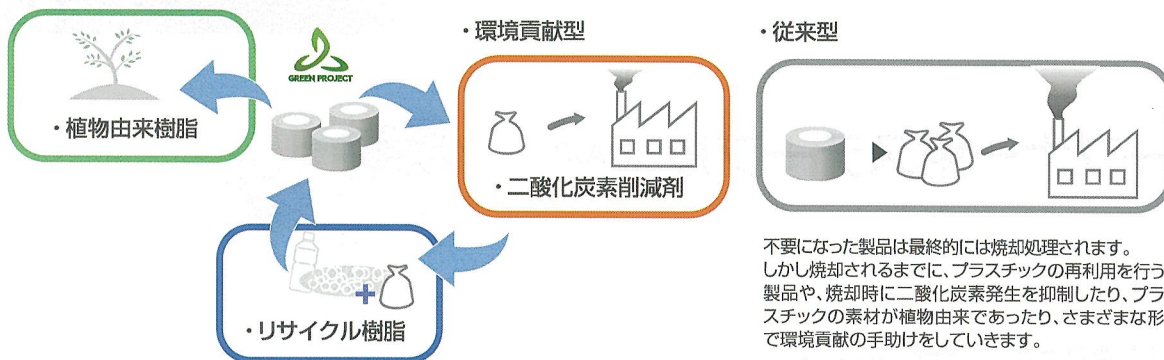 ・環境貢献型
・従来型
GREEN PROJECT
・植物由来樹脂
・二酸化炭素削減剤
+
・リサイクル樹脂
不要になった製品は最終的には焼却処理されます。
しかし焼却されるまでに、プラスチックの再利用を行う
製品や、焼却時に二酸化炭素発生を抑制したり、プラ
スチックの素材が植物由来であったり、さまざまな形
で環境貢献の手助けをしていきます。